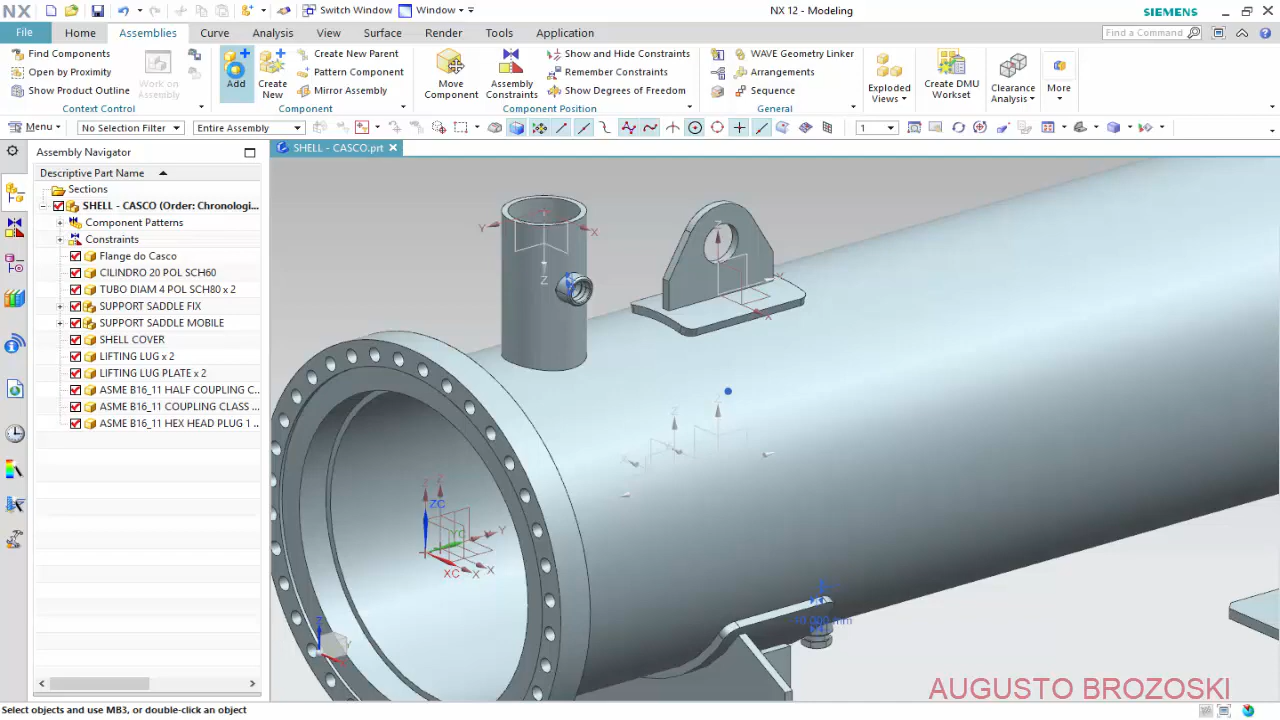 NX Switch Window Window NX 12 - Modeling SIEMENS
File Home Assemblies Curve Analysis View Surface Render Tools Application Find a Command
Find Components Create New Parent Show and Hide Constraints WAVE Geometry Linker
Open by Proximity Pattern Component Remember Constraints Arrangements
Show Product Outline Mirror Assembly Show Degrees of Freedom Sequence
Work on Assembly Add Create New Move Component Assembly Constraints Exploded Views Create DMU Workset Clearance Analysis More
Context Control Component Component Position General
Menu No Selection Filter Entire Assembly 1
Assembly Navigator SHELL - CASCO.prt
Descriptive Part Name
Sections
SHELL - CASCO (Order: Chronologi...
Component Patterns
Constraints
Flange do Casco
CILINDRO 20 POL SCH60
TUBO DIAM 4 POL SCH80 x 2
SUPPORT SADDLE FIX
SUPPORT SADDLE MOBILE
SHELL COVER
LIFTING LUG x 2
LIFTING LUG PLATE x 2
ASME B16_11 HALF COUPLING C...
ASME B16_11 COUPLING CLASS ...
ASME B16_11 HEX HEAD PLUG 1 ..
Y X Z
Z Y X
Z Z
ZC YC XC
Z Z Y Y X X
AUGUSTO BROZOSKI
Select objects and use MB3, or double-click an object